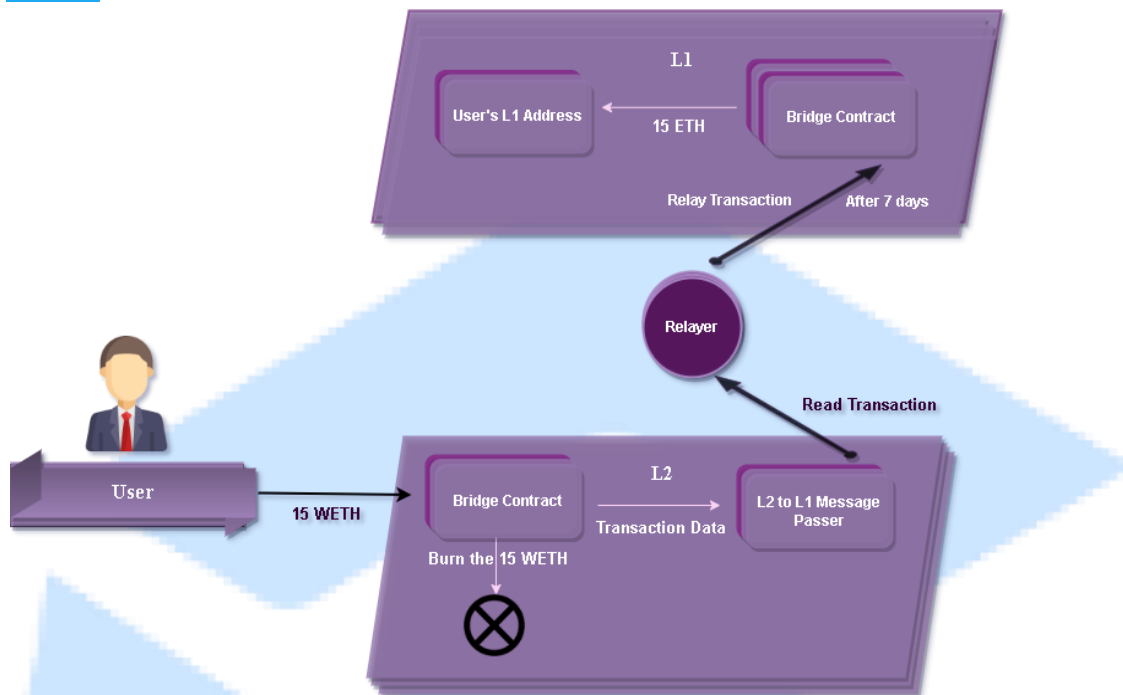 L1
User's L1 Address
15 ETH
Bridge Contract
Relay Transaction
After 7 days
Relayer
Read Transaction
User
15 WETH
L2
Bridge Contract
Transaction Data
L2 to L1 Message
Passer
Burn the 15 WETH